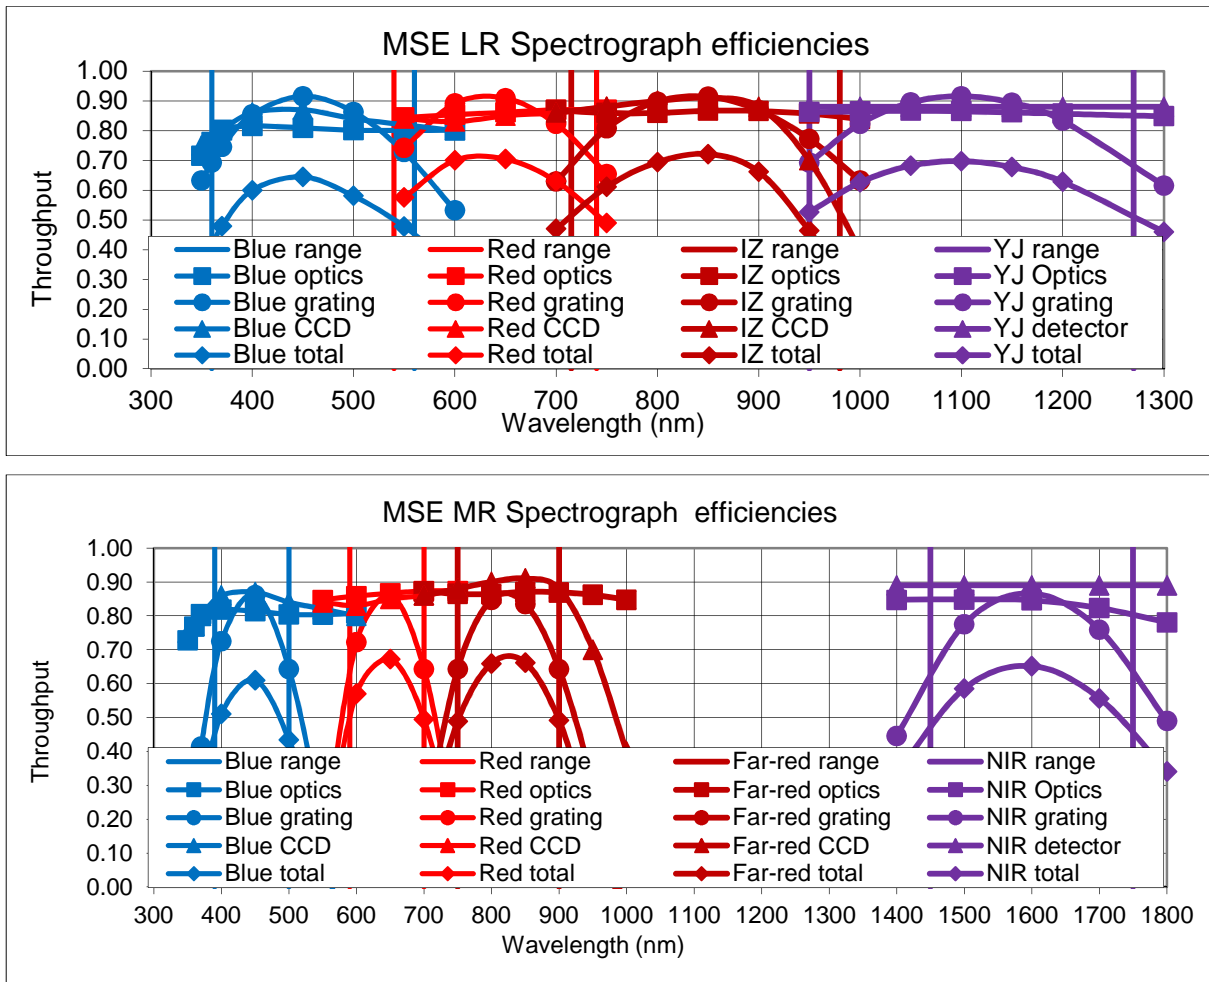 MSE LR Spectrograph efficiencies
1.00
0.90
0.80
0.70
0.60
0.50
0.40
0.30
0.20
0.10
0.00
Throughput
Blue range Red range IZ range YJ range
Blue optics Red optics IZ optics YJ Optics
Blue grating Red grating IZ grating YJ grating
Blue CCD Red CCD IZ CCD YJ detector
Blue total Red total IZ total YJ total
300 400 500 600 700 800 900 1000 1100 1200 1300
Wavelength (nm)
MSE MR Spectrograph efficiencies
1.00
0.90
0.80
0.70
0.60
0.50
0.40
0.30
0.20
0.10
0.00
Throughput
Blue range Red range Far-red range NIR range
Blue optics Red optics Far-red optics NIR Optics
Blue grating Red grating Far-red grating NIR grating
Blue CCD Red CCD Far-red CCD NIR detector
Blue total Red total Far-red total NIR total
300 400 500 600 700 800 900 1000 1100 1200 1300 1400 1500 1600 1700 1800
Wavelength (nm)